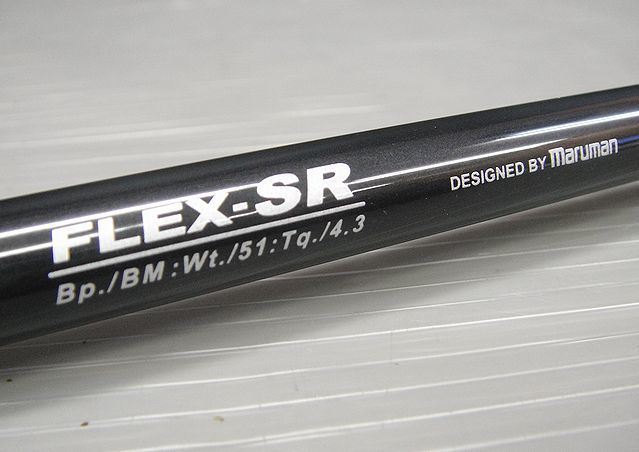 FLEX-SR
Bp./BM:Wt./51:Tq./4.3
DESIGNED BY maruman